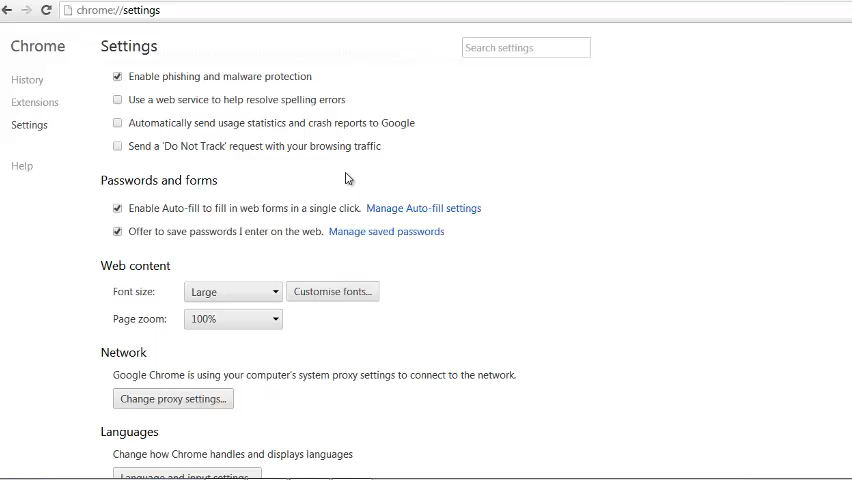 chrome://settings
Chrome
Settings
Search settings
History
Extensions
Settings
Help
Enable phishing and malware protection
Use a web service to help resolve spelling errors
Automatically send usage statistics and crash reports to Google
Send a 'Do Not Track' request with your browsing traffic
Passwords and forms
Enable Auto-fill to fill in web forms in a single click. Manage Auto-fill settings
Offer to save passwords I enter on the web. Manage saved passwords
Web content
Font size: Large Customise fonts...
Page zoom: 100%
Network
Google Chrome is using your computer's system proxy settings to connect to the network.
Change proxy settings...
Languages
Change how Chrome handles and displays languages
Language and input settings...